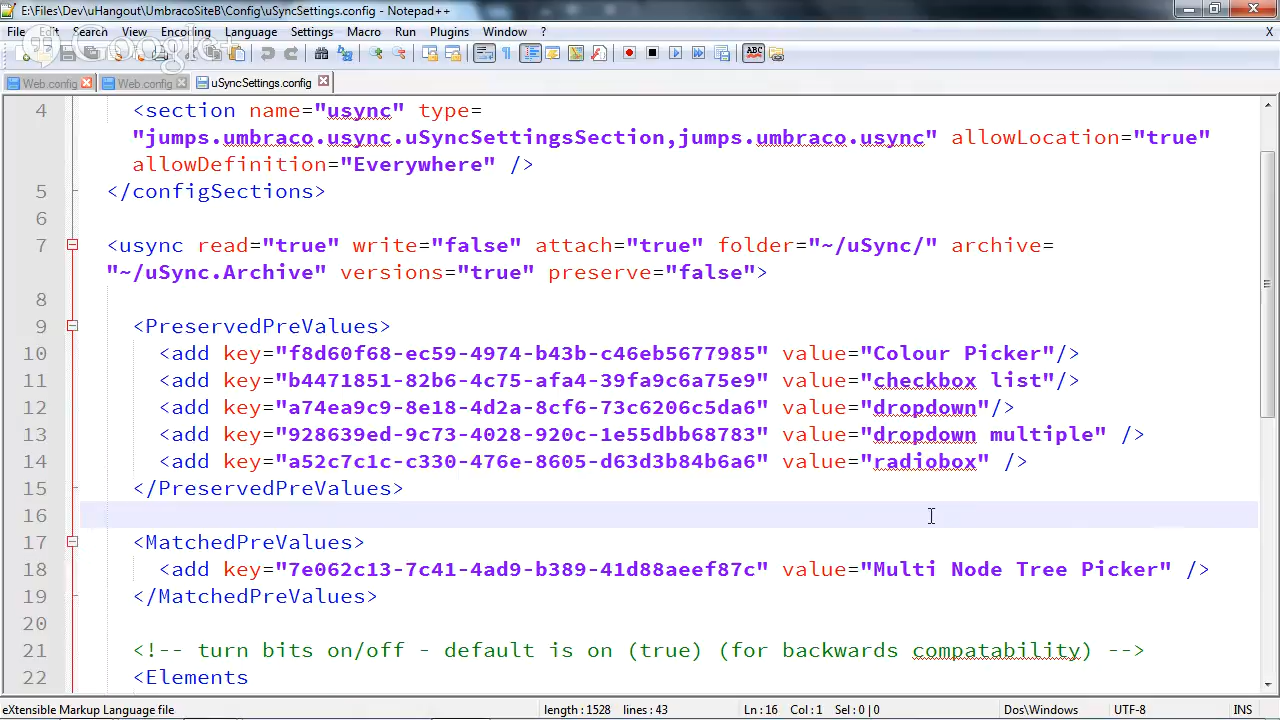 E:\Files\Dev\uHangout\UmbracoSiteB\Config\uSyncSettings.config - Notepad++
File Edit Search View Encoding Language Settings Macro Run Plugins Window ? X
Google+
ABC
Web.config Web.config uSyncSettings.config
4 <section name="usync" type=
"jumps.umbraco.usync.uSyncSettingsSection,jumps.umbraco.usync" allowLocation="true"
allowDefinition="Everywhere" />
5 </configSections>
6
7 <usync read="true" write="false" attach="true" folder="~/uSync/" archive=
"~/uSync.Archive" versions="true" preserve="false">
8
9 <PreservedPreValues>
10 <add key="f8d60f68-ec59-4974-b43b-c46eb5677985" value="Colour Picker"/>
11 <add key="b4471851-82b6-4c75-afa4-39fa9c6a75e9" value="checkbox list"/>
12 <add key="a74ea9c9-8e18-4d2a-8cf6-73c6206c5da6" value="dropdown"/>
13 <add key="928639ed-9c73-4028-920c-1e55dbb68783" value="dropdown multiple" />
14 <add key="a52c7c1c-c330-476e-8605-d63d3b84b6a6" value="radiobox" />
15 </PreservedPreValues>
16
17 <MatchedPreValues>
18 <add key="7e062c13-7c41-4ad9-b389-41d88aeef87c" value="Multi Node Tree Picker" />
19 </MatchedPreValues>
20
21 <!-- turn bits on/off - default is on (true) (for backwards compatability) -->
22 <Elements
eXtensible Markup Language file length : 1528 lines : 43 Ln : 16 Col : 1 Sel : 0 | 0 Dos\Windows UTF-8 INS